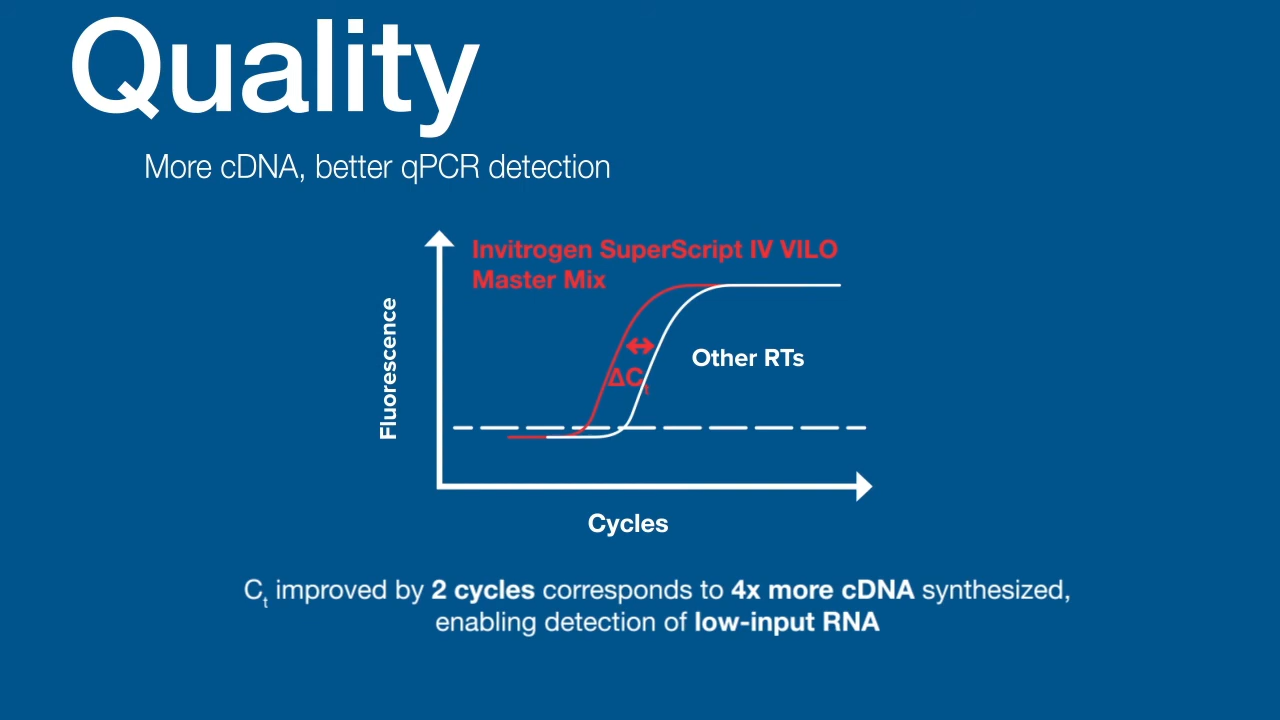 Quality
More cDNA, better qPCR detection
Invitrogen SuperScript IV VILO
Master Mix
Fluorescence
ΔCt
Other RTs
Cycles
Ct improved by 2 cycles corresponds to 4x more cDNA synthesized,
enabling detection of low-input RNA